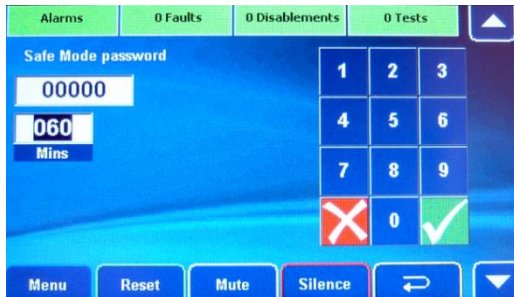 Alarms 0 Faults 0 Disablements 0 Tests
Safe Mode password
00000
060
Mins
1 2 3
4 5 6
7 8 9
0
Menu Reset Mute Silence